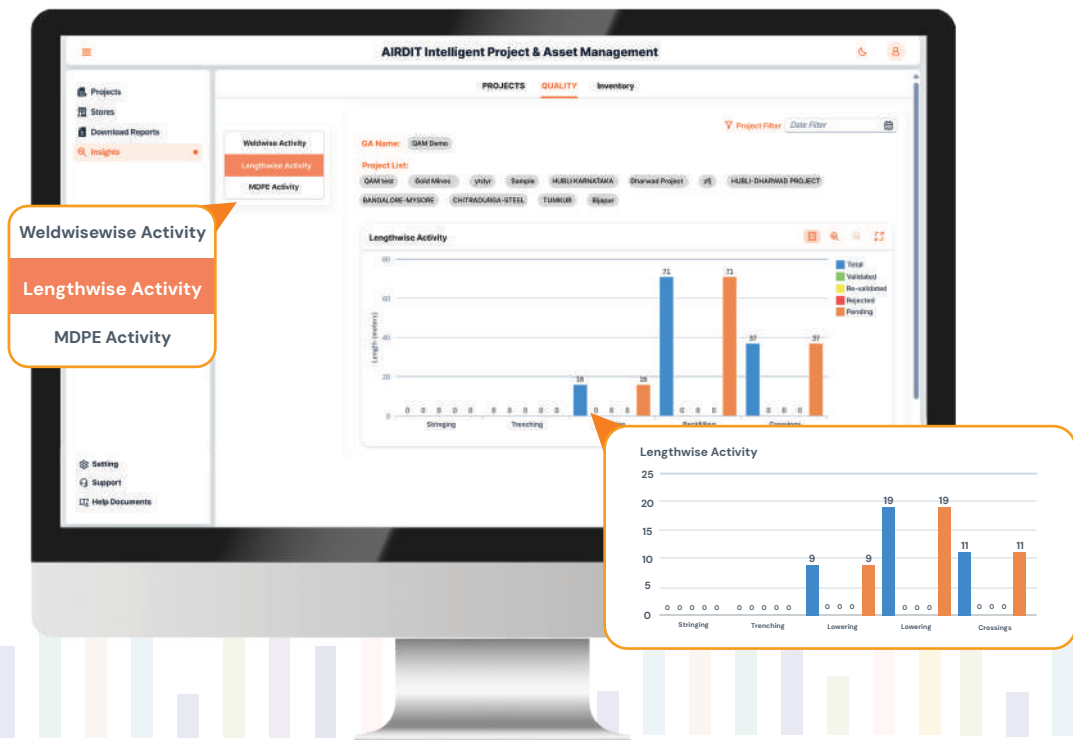 AIRDIT Intelligent Project & Asset Management
Projects
Stores
Download Reports
Insights
PROJECTS QUALITY Inventory
Project Filter Date Filter
Weldwise Activity
Lengthwise Activity
MDPE Activity
GA Name: QAM Demo
Project List:
QAM test Gold Mines ytdyr Sample HUBLI KARNATAKA Dharwad Project HUBLI-DHARWAD PROJECT
BANGALORE-MYSORE CHITRADURGA-STEEL TUMKUR Bijapur
Weldwisewise Activity
Lengthwise Activity
MDPE Activity
Lengthwise Activity
Total
Validated
Re-validated
Rejected
Pending
Length (meters)
80
60
40
20
0
0 0 0 0 0 0 0 0 0 0 16 0 0 0 16 71 0 0 0 71 37 0 0 0 37
Stringing Trenching Backfilling Crossings
Setting
Support
Help Documents
Lengthwise Activity
25
20
15
10
5
0
0 0 0 0 0 0 0 0 0 0 9 0 0 0 9 19 0 0 0 19 11 0 0 0 11
Stringing Trenching Lowering Lowering Crossings